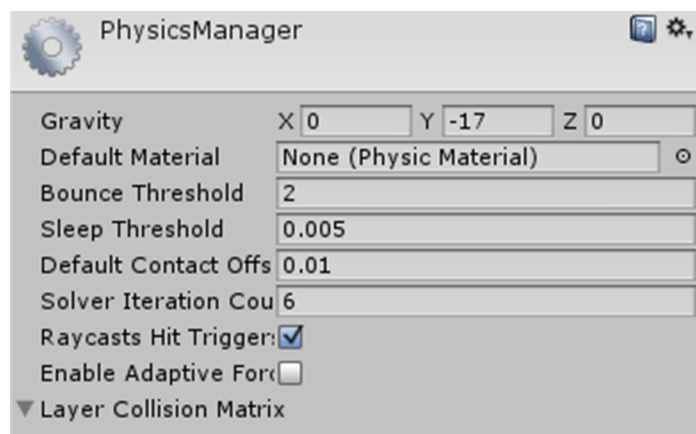 PhysicsManager
Gravity X 0 Y -17 Z 0
Default Material None (Physic Material)
Bounce Threshold 2
Sleep Threshold 0.005
Default Contact Offs 0.01
Solver Iteration Cou 6
Raycasts Hit Trigger
Enable Adaptive For
Layer Collision Matrix